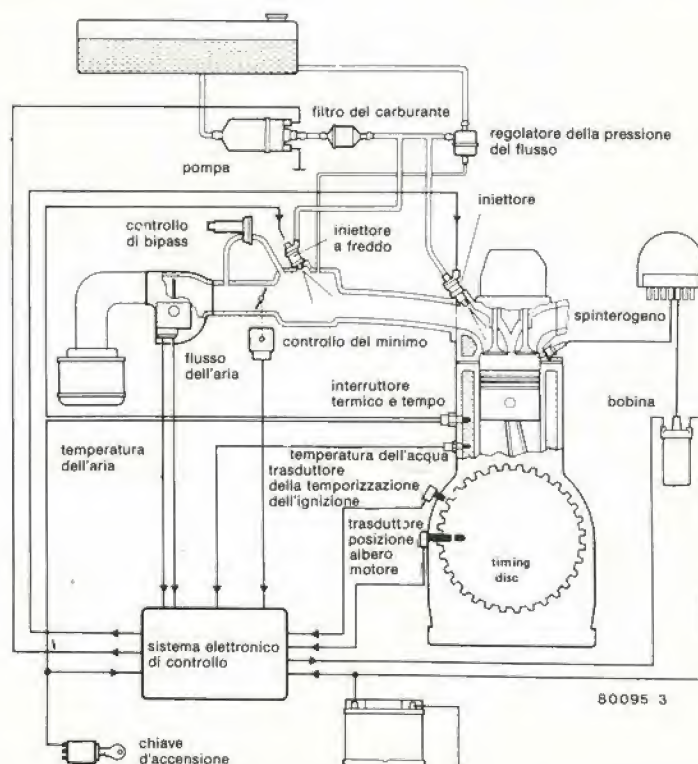 filtro del carburante
regolatore della pressione
del flusso
pompa
controllo
di bipass
iniettore
a freddo
iniettore
spinterogeno
flusso
dell'aria
controllo del minimo
interruttore
termico e tempo
bobina
temperatura
dell'aria
temperatura dell'acqua
trasduttore
della temporizzazione
dell'ignizione
trasduttore
posizione
albero
motore
timing
disc
sistema elettronico
di controllo
80095 3
chiave
d'accensione